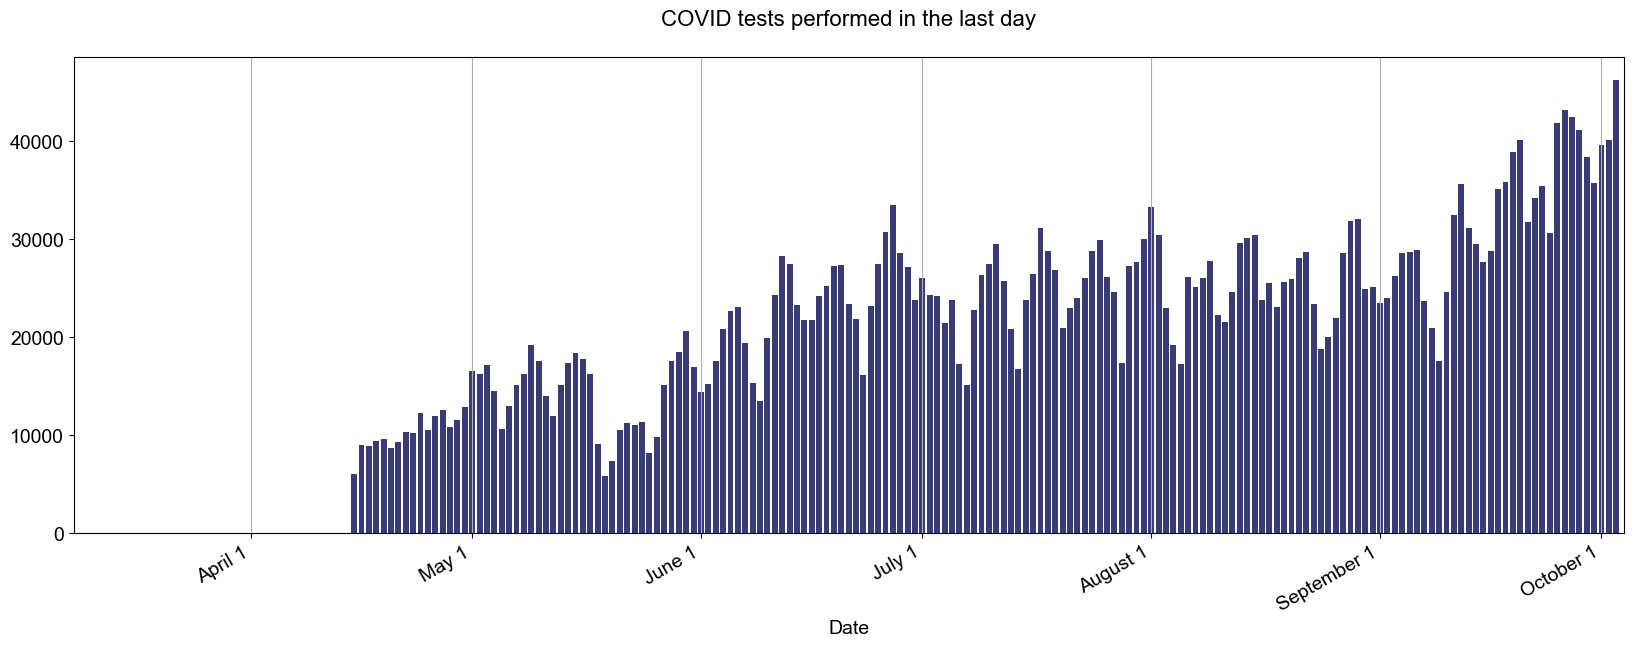 COVID tests performed in the last day
40000
30000
20000
10000
0
April 1
May 1
June 1
July 1
August 1
September 1
October 1
Date